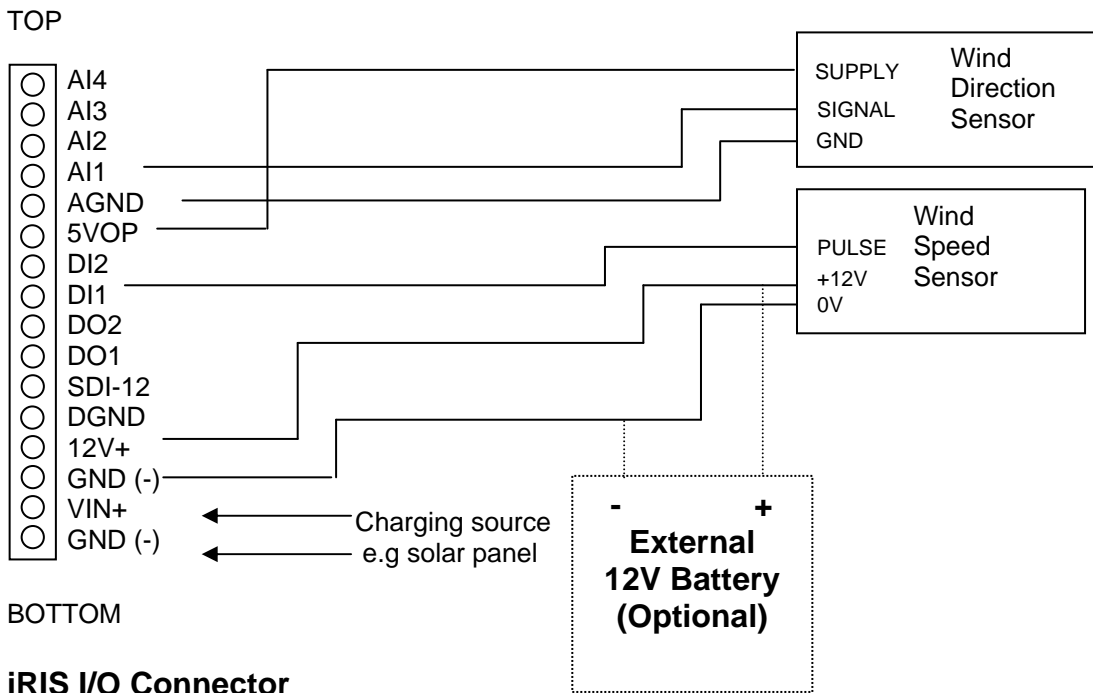 TOP
AI4
AI3
AI2
AI1
AGND
5VOP
DI2
DI1
DO2
DO1
SDI-12
DGND
12V+
GND (-)
VIN+
GND (-)
BOTTOM
iRIS I/O Connector
SUPPLY
SIGNAL
GND
Wind
Direction
Sensor
PULSE
+12V
0V
Wind
Speed
Sensor
Charging source
e.g solar panel
- +
External
12V Battery
(Optional)